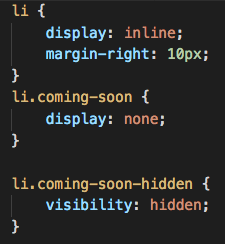 li {
    display: inline;
    margin-right: 10px;
}
li.coming-soon {
    display: none;
}

li.coming-soon-hidden {
    visibility: hidden;
}